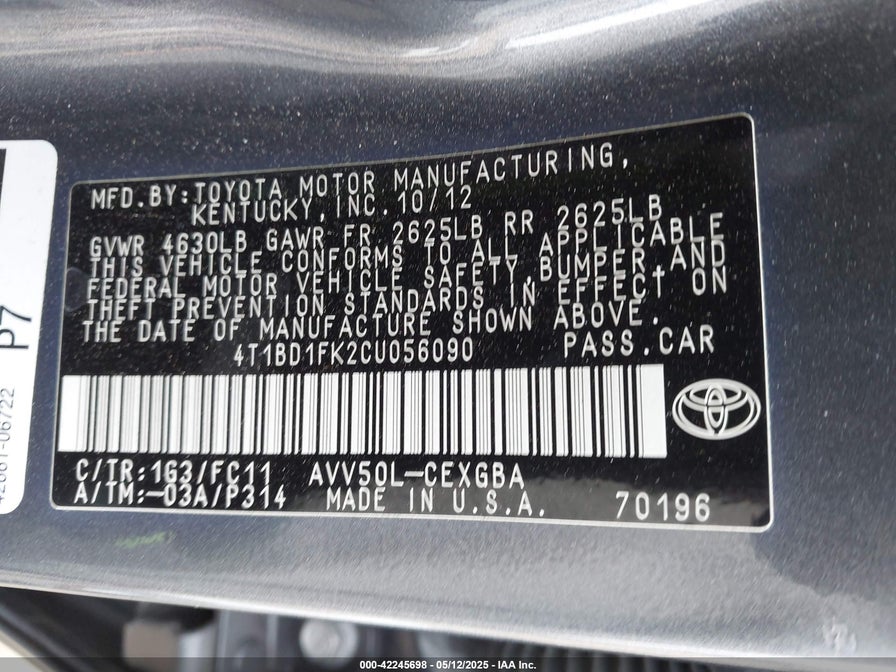 MFD.BY:TOYOTA MOTOR MANUFACTURING,
KENTUCKY,INC. 10/12
GVWR 4630LB GAWR FR 2625LB RR 2625LB
THIS VEHICLE CONFORMS TO ALL APPLICABLE
FEDERAL MOTOR VEHICLE SAFETY,BUMPER,AND
THEFT PREVENTION STANDARDS IN EFFECT ON
THE DATE OF MANUFACTURE SHOWN ABOVE.
4T1BD1FK2CU056090 PASS.CAR
C/TR:1G3/FC11 AVV50L-CEXGBA
A/TM:-03A/P314 MADE IN U.S.A. 70196
P7
000-42245698 - 05/12/2025 - IAA Inc.